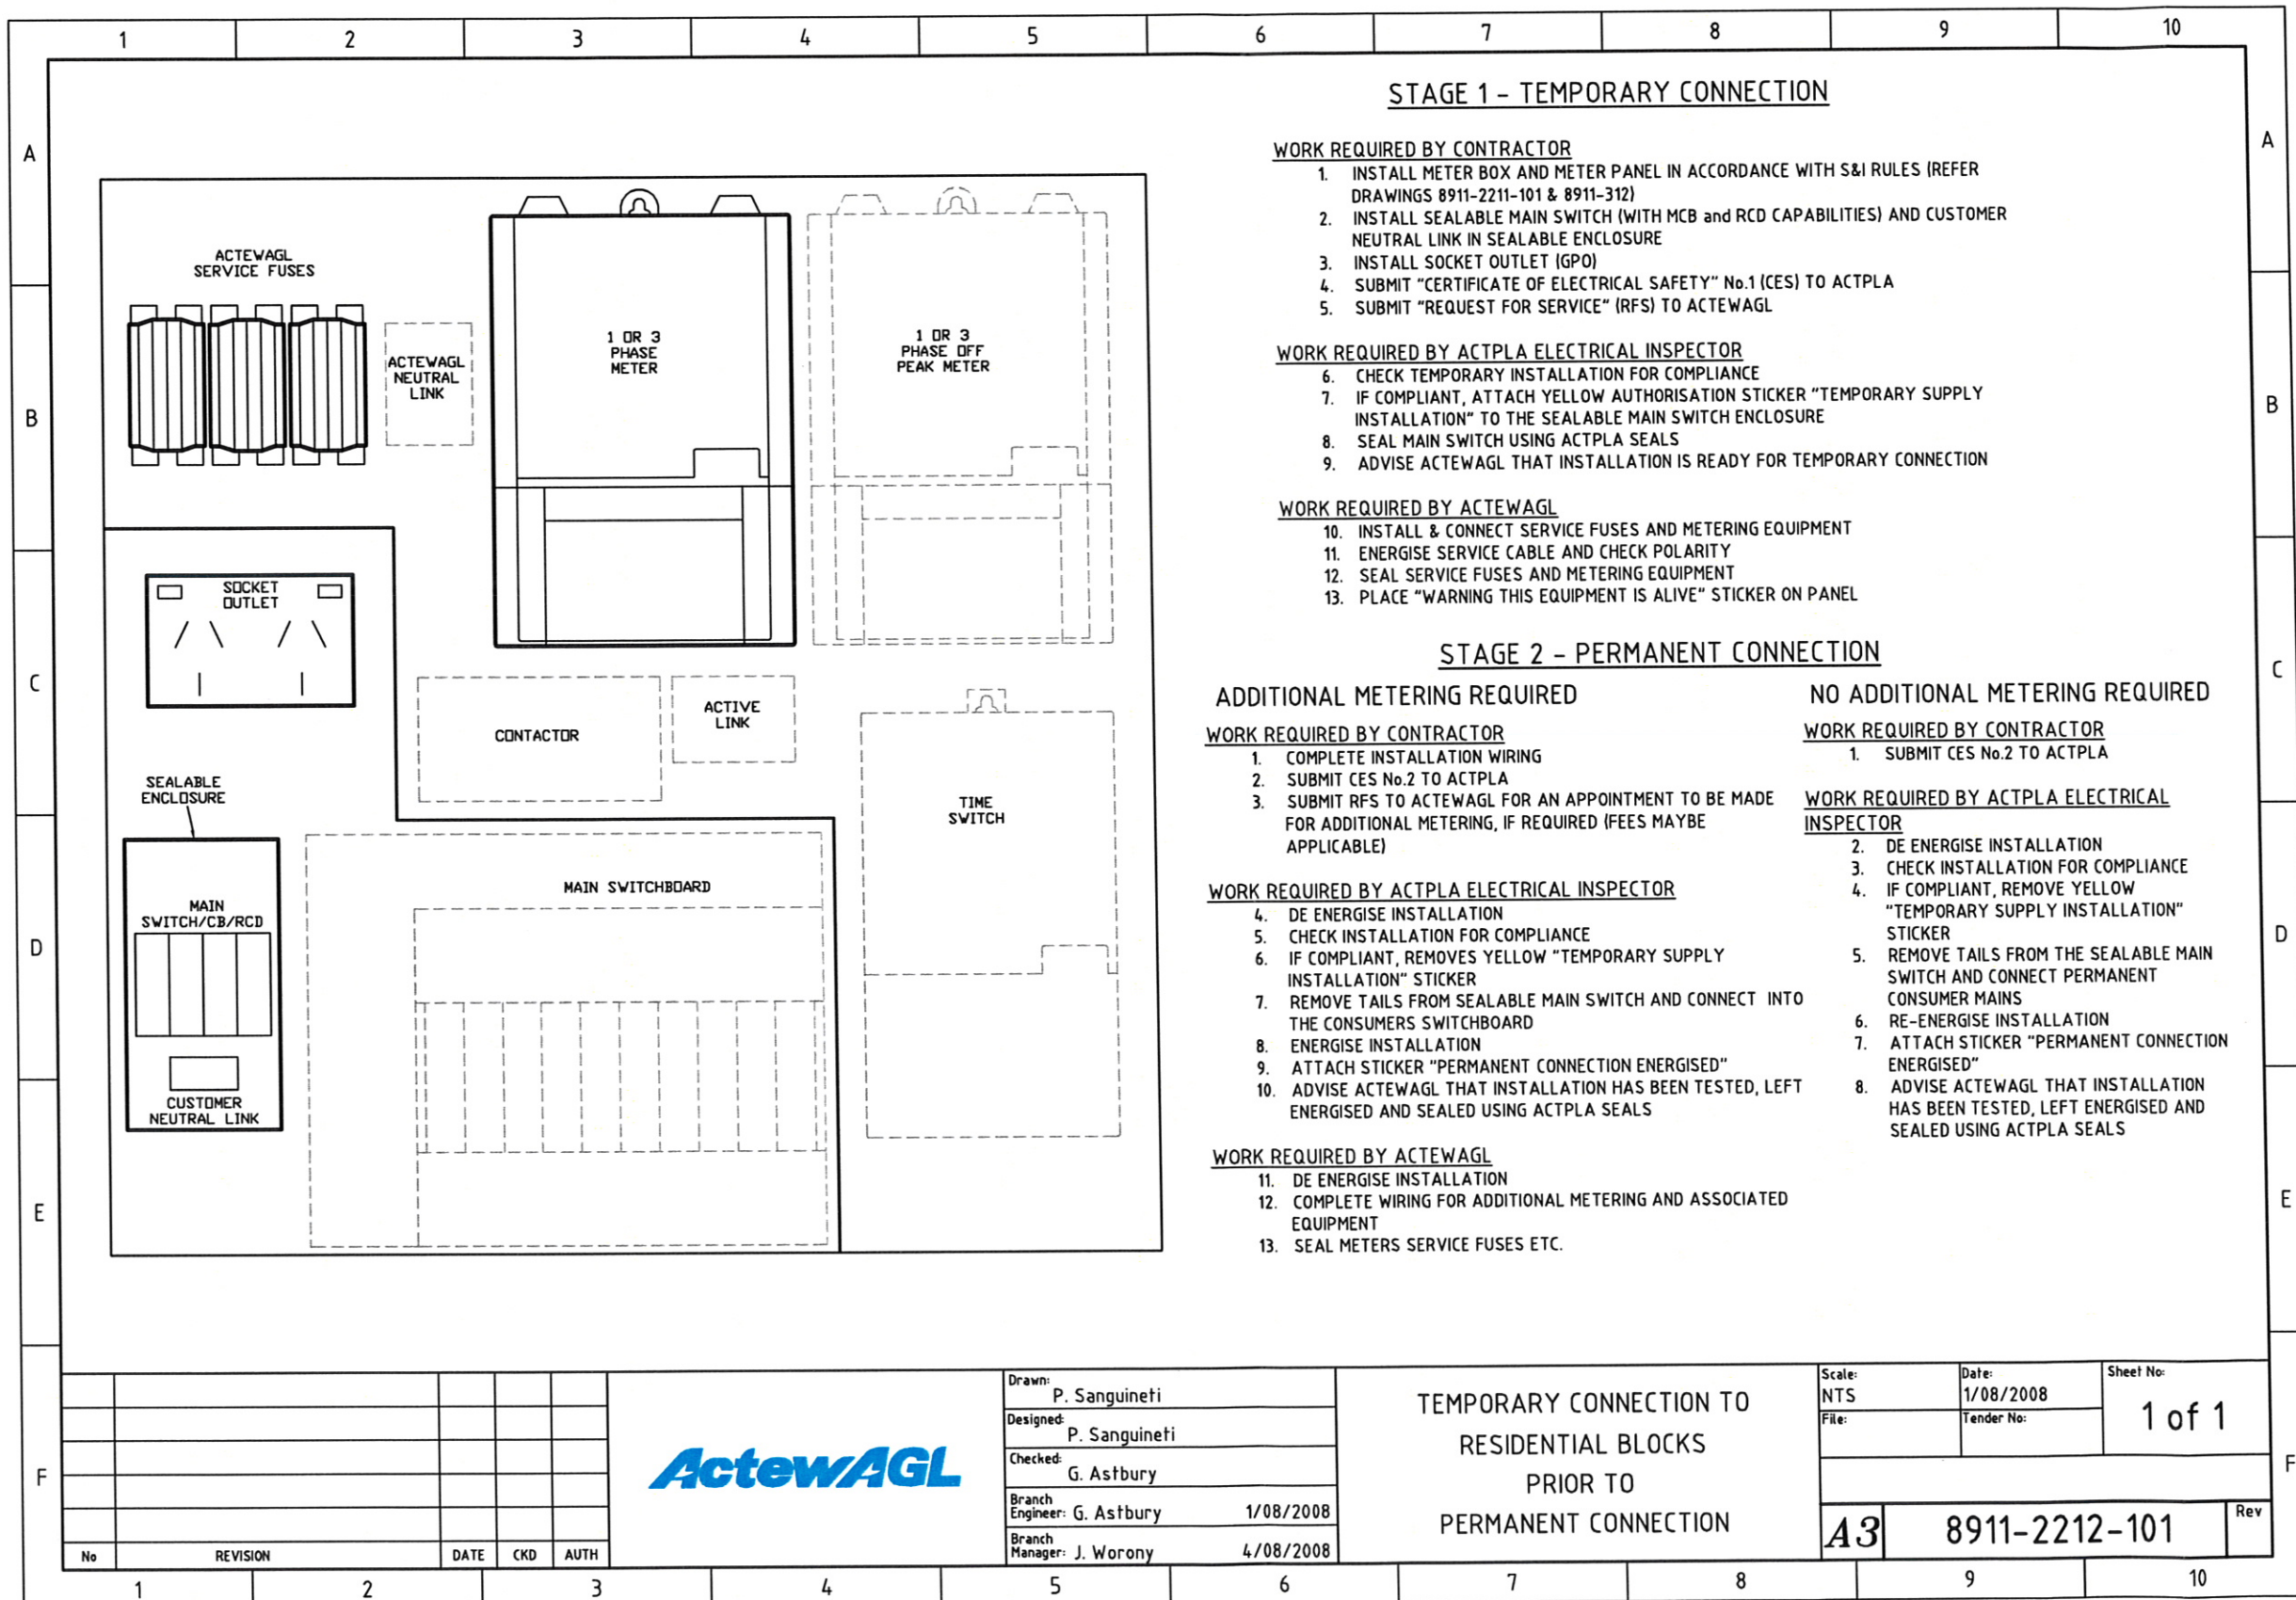 1 2 3 4 5 6 7 8 9 10
A
B
C
D
E
F
A
B
C
D
E
F
ACTEWAGL
SERVICE FUSES
ACTEWAGL
NEUTRAL
LINK
1 OR 3
PHASE
METER
1 OR 3
PHASE OFF
PEAK METER
SOCKET
OUTLET
CONTACTOR
ACTIVE
LINK
TIME
SWITCH
SEALABLE
ENCLOSURE
MAIN
SWITCH/CB/RCD
CUSTOMER
NEUTRAL LINK
MAIN SWITCHBOARD
STAGE 1 - TEMPORARY CONNECTION
WORK REQUIRED BY CONTRACTOR
1. INSTALL METER BOX AND METER PANEL IN ACCORDANCE WITH S&I RULES (REFER
DRAWINGS 8911-2211-101 & 8911-312)
2. INSTALL SEALABLE MAIN SWITCH (WITH MCB and RCD CAPABILITIES) AND CUSTOMER
NEUTRAL LINK IN SEALABLE ENCLOSURE
3. INSTALL SOCKET OUTLET (GPO)
4. SUBMIT "CERTIFICATE OF ELECTRICAL SAFETY" No.1 (CES) TO ACTPLA
5. SUBMIT "REQUEST FOR SERVICE" (RFS) TO ACTEWAGL
WORK REQUIRED BY ACTPLA ELECTRICAL INSPECTOR
6. CHECK TEMPORARY INSTALLATION FOR COMPLIANCE
7. IF COMPLIANT, ATTACH YELLOW AUTHORISATION STICKER "TEMPORARY SUPPLY
INSTALLATION" TO THE SEALABLE MAIN SWITCH ENCLOSURE
8. SEAL MAIN SWITCH USING ACTPLA SEALS
9. ADVISE ACTEWAGL THAT INSTALLATION IS READY FOR TEMPORARY CONNECTION
WORK REQUIRED BY ACTEWAGL
10. INSTALL & CONNECT SERVICE FUSES AND METERING EQUIPMENT
11. ENERGISE SERVICE CABLE AND CHECK POLARITY
12. SEAL SERVICE FUSES AND METERING EQUIPMENT
13. PLACE "WARNING THIS EQUIPMENT IS ALIVE" STICKER ON PANEL
STAGE 2 - PERMANENT CONNECTION
ADDITIONAL METERING REQUIRED
WORK REQUIRED BY CONTRACTOR
1. COMPLETE INSTALLATION WIRING
2. SUBMIT CES No.2 TO ACTPLA
3. SUBMIT RFS TO ACTEWAGL FOR AN APPOINTMENT TO BE MADE
FOR ADDITIONAL METERING, IF REQUIRED (FEES MAYBE
APPLICABLE)
WORK REQUIRED BY ACTPLA ELECTRICAL INSPECTOR
4. DE ENERGISE INSTALLATION
5. CHECK INSTALLATION FOR COMPLIANCE
6. IF COMPLIANT, REMOVES YELLOW "TEMPORARY SUPPLY
INSTALLATION" STICKER
7. REMOVE TAILS FROM SEALABLE MAIN SWITCH AND CONNECT INTO
THE CONSUMERS SWITCHBOARD
8. ENERGISE INSTALLATION
9. ATTACH STICKER "PERMANENT CONNECTION ENERGISED"
10. ADVISE ACTEWAGL THAT INSTALLATION HAS BEEN TESTED, LEFT
ENERGISED AND SEALED USING ACTPLA SEALS
WORK REQUIRED BY ACTEWAGL
11. DE ENERGISE INSTALLATION
12. COMPLETE WIRING FOR ADDITIONAL METERING AND ASSOCIATED
EQUIPMENT
13. SEAL METERS SERVICE FUSES ETC.
NO ADDITIONAL METERING REQUIRED
WORK REQUIRED BY CONTRACTOR
1. SUBMIT CES No.2 TO ACTPLA
WORK REQUIRED BY ACTPLA ELECTRICAL
INSPECTOR
2. DE ENERGISE INSTALLATION
3. CHECK INSTALLATION FOR COMPLIANCE
4. IF COMPLIANT, REMOVE YELLOW
"TEMPORARY SUPPLY INSTALLATION"
STICKER
5. REMOVE TAILS FROM THE SEALABLE MAIN
SWITCH AND CONNECT PERMANENT
CONSUMER MAINS
6. RE-ENERGISE INSTALLATION
7. ATTACH STICKER "PERMANENT CONNECTION
ENERGISED"
8. ADVISE ACTEWAGL THAT INSTALLATION
HAS BEEN TESTED, LEFT ENERGISED AND
SEALED USING ACTPLA SEALS
No REVISION DATE CKD AUTH
ActewAGL
Drawn:
P. Sanguineti
Designed:
P. Sanguineti
Checked:
G. Astbury
Branch
Engineer: G. Astbury 1/08/2008
Branch
Manager: J. Worony 4/08/2008
TEMPORARY CONNECTION TO
RESIDENTIAL BLOCKS
PRIOR TO
PERMANENT CONNECTION
Scale:
NTS
Date:
1/08/2008
Sheet No:
1 of 1
File:
Tender No:
A3
8911-2212-101
Rev
1 2 3 4 5 6 7 8 9 10